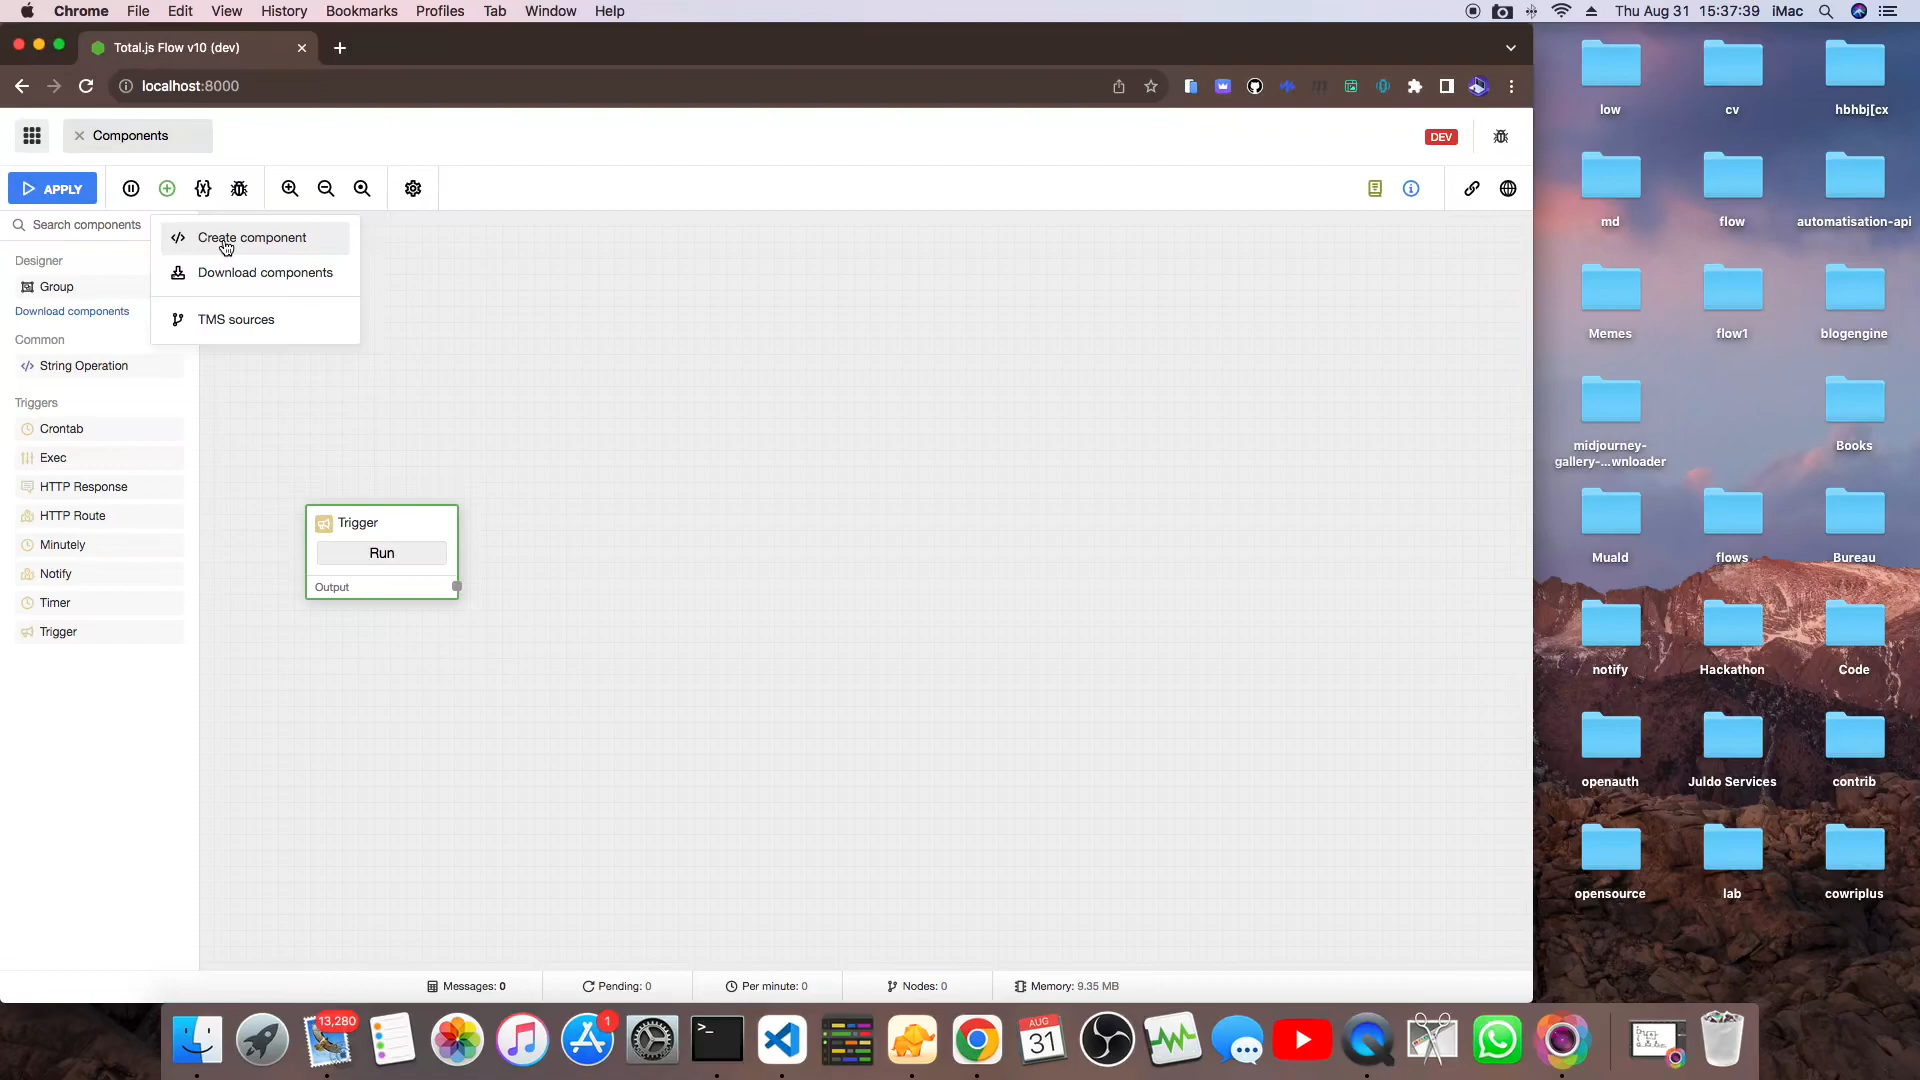 Chrome File Edit View History Bookmarks Profiles Tab Window Help
Thu Aug 31 15:37:39 iMac
Total.js Flow v10 (dev)
localhost:8000
Components
DEV
APPLY
Search components
Create component
Download components
TMS sources
Designer
Group
Download components
Common
String Operation
Triggers
Crontab
Exec
HTTP Response
HTTP Route
Minutely
Notify
Timer
Trigger
Trigger
Run
Output
Messages: 0
Pending: 0
Per minute: 0
Nodes: 0
Memory: 9.35 MB
low
cv
hbhbj[cx
md
flow
automatisation-api
Memes
flow1
blogengine
midjourney-
gallery-...wnloader
Books
Muald
flows
Bureau
notify
Hackathon
Code
openauth
Juldo Services
contrib
opensource
lab
cowriplus
13,280
1
AUG
31